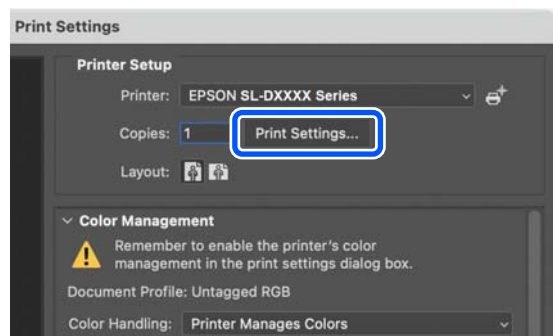 Print Settings
Printer Setup
Printer: EPSON SL-DXXXX Series
Copies: 1 Print Settings...
Layout:
Color Management
Remember to enable the printer's color
management in the print settings dialog box.
Document Profile: Untagged RGB
Color Handling: Printer Manages Colors